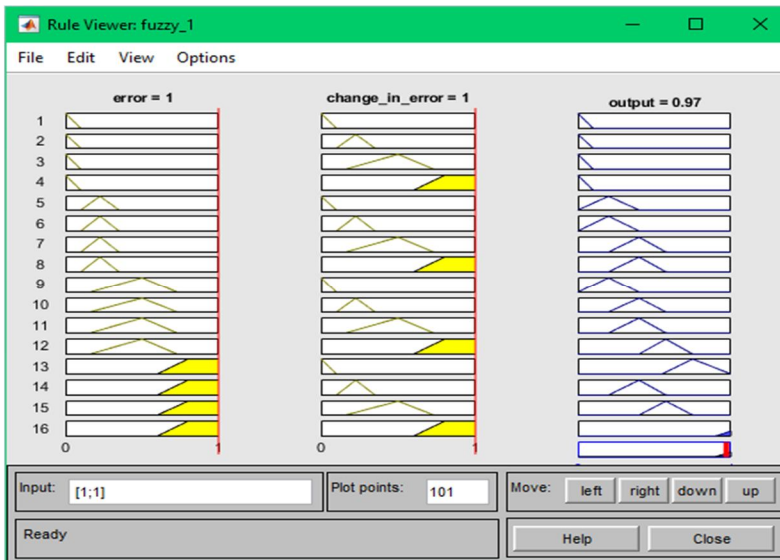 Rule Viewer: fuzzy_1
File Edit View Options
error = 1 change_in_error = 1 output = 0.97
1
2
3
4
5
6
7
8
9
10
11
12
13
14
15
16
0 1 0 1
Input: [1;1] Plot points: 101 Move: left right down up
Ready Help Close